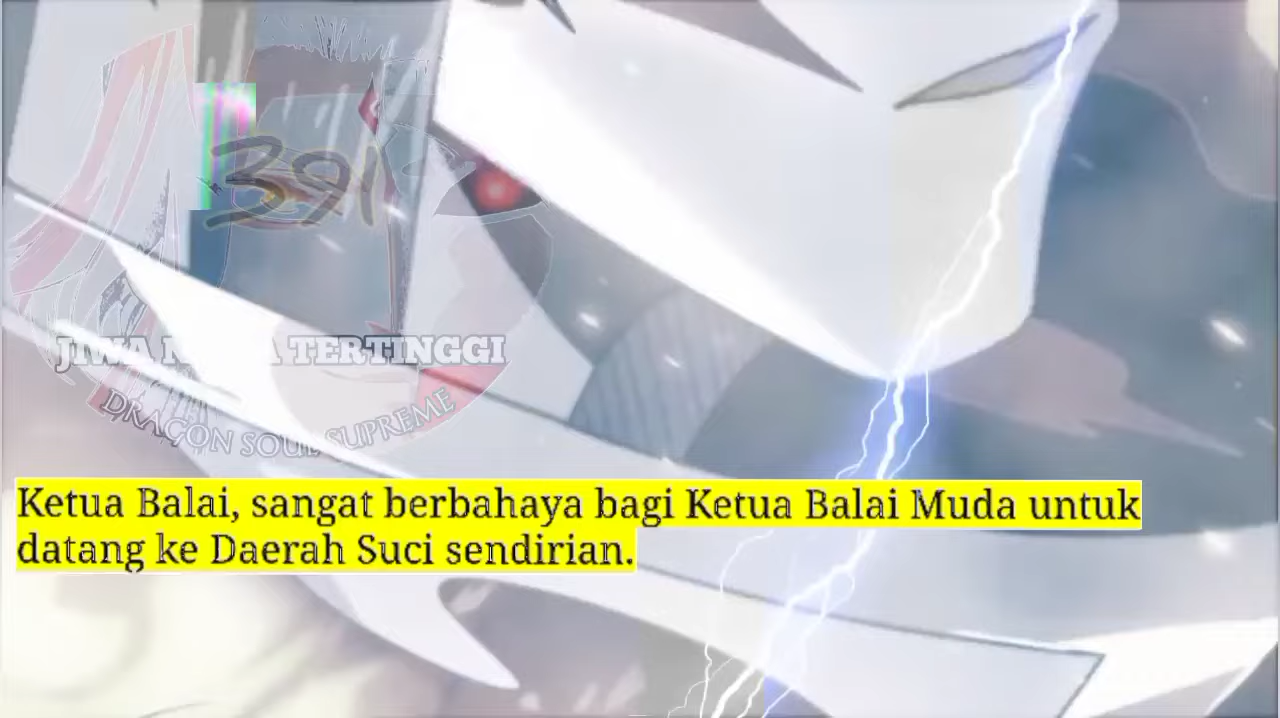 391
JIWA NAGA TERTINGGI
DRAGON SOUL SUPREME
Ketua Balai, sangat berbahaya bagi Ketua Balai Muda untuk
datang ke Daerah Suci sendirian.